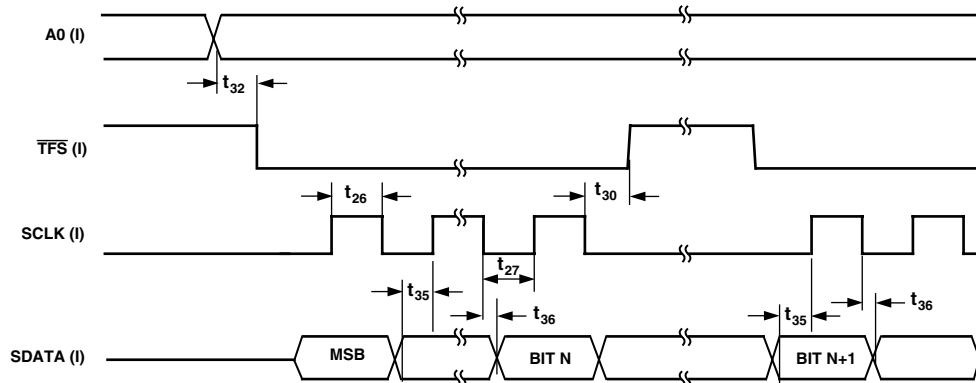 A0 (I)
t32
TFS (I)
t26
t30
SCLK (I)
t27
t35
t36
t35
t36
SDATA (I)
MSB
BIT N
BIT N+1